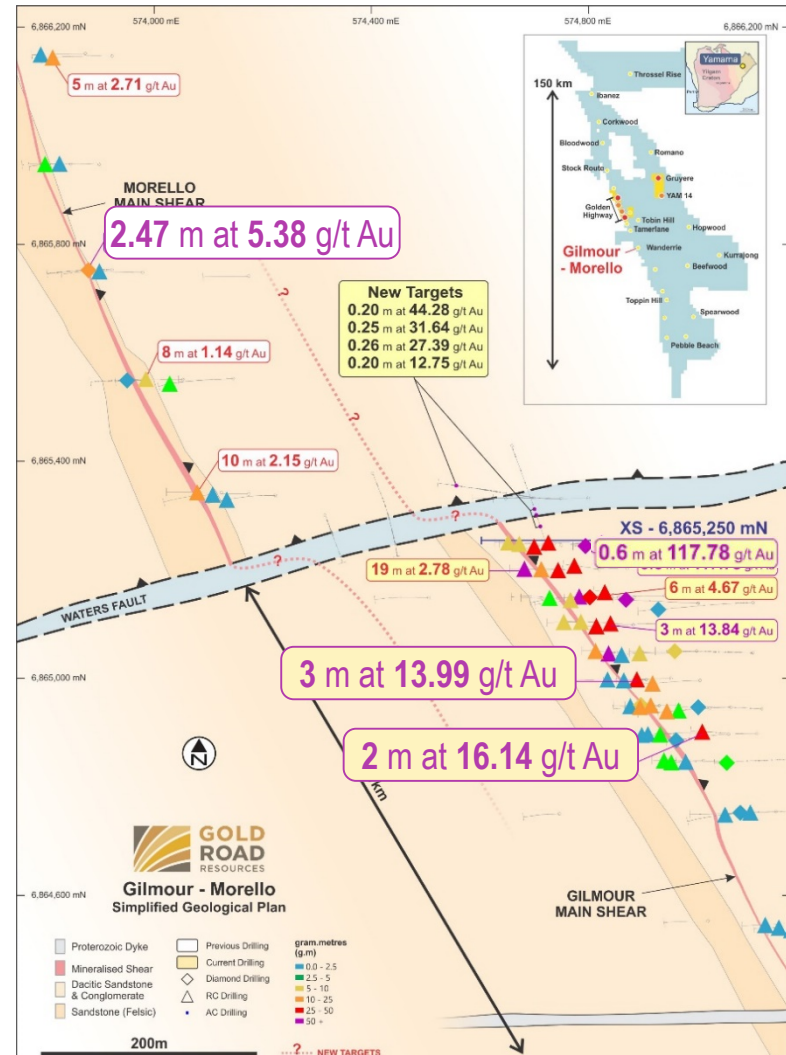 6,866,200 mN
574,000 mE
574,400 mE
574,800 mE
6,866,200 mN
5 m at 2.71 g/t Au
MORELLO
MAIN SHEAR
2.47 m at 5.38 g/t Au
6,865,800 mN
8 m at 1.14 g/t Au
10 m at 2.15 g/t Au
6,865,400 mN
?
?
New Targets
0.20 m at 44.28 g/t Au
0.25 m at 31.64 g/t Au
0.26 m at 27.39 g/t Au
0.20 m at 12.75 g/t Au
150 km
Yamarna
Yilgarn
Craton
Throssel Rise
Ibanez
Corkwood
Bloodwood
Romano
Stock Route
Gruyere
YAM 14
Golden
Highway
Tobin Hill
Tamerlane
Hopwood
Wanderrie
Kurrajong
Gilmour
- Morello
Beefwood
Toppin Hill
Spearwood
Pebble Beach
?
?
XS - 6,865,250 mN
0.6 m at 117.78 g/t Au
19 m at 2.78 g/t Au
6 m at 4.67 g/t Au
WATERS FAULT
3 m at 13.84 g/t Au
3 m at 13.99 g/t Au
6,865,000 mN
2 m at 16.14 g/t Au
km
N
GOLD
ROAD
RESOURCES
Gilmour - Morello
Simplified Geological Plan
6,864,600 mN
GILMOUR
MAIN SHEAR
Proterozoic Dyke
Mineralised Shear
Dacitic Sandstone
& Conglomerate
Sandstone (Felsic)
Previous Drilling
Current Drilling
Diamond Drilling
RC Drilling
AC Drilling
gram.metres
(g.m)
0.0 - 2.5
2.5 - 5
5 - 10
10 - 25
25 - 50
50 +
200m
? NEW TARGETS